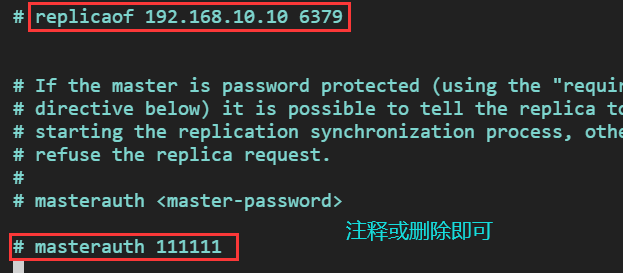 # replicaof 192.168.10.10 6379
# If the master is password protected (using the "requir
# directive below) it is possible to tell the replica to
# starting the replication synchronization process, othe
# refuse the replica request.
#
# masterauth <master-password>
注释或删除即可
# masterauth 111111